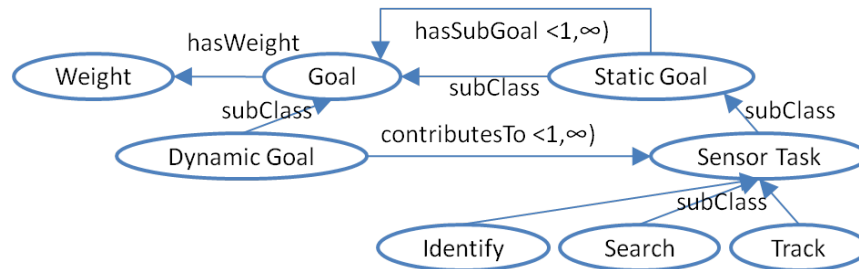 hasSubGoal <1,∞)
hasWeight
Weight
Goal
Static Goal
subClass
subClass
subClass
contributesTo <1,∞)
Dynamic Goal
Sensor Task
subClass
Identify
Search
Track